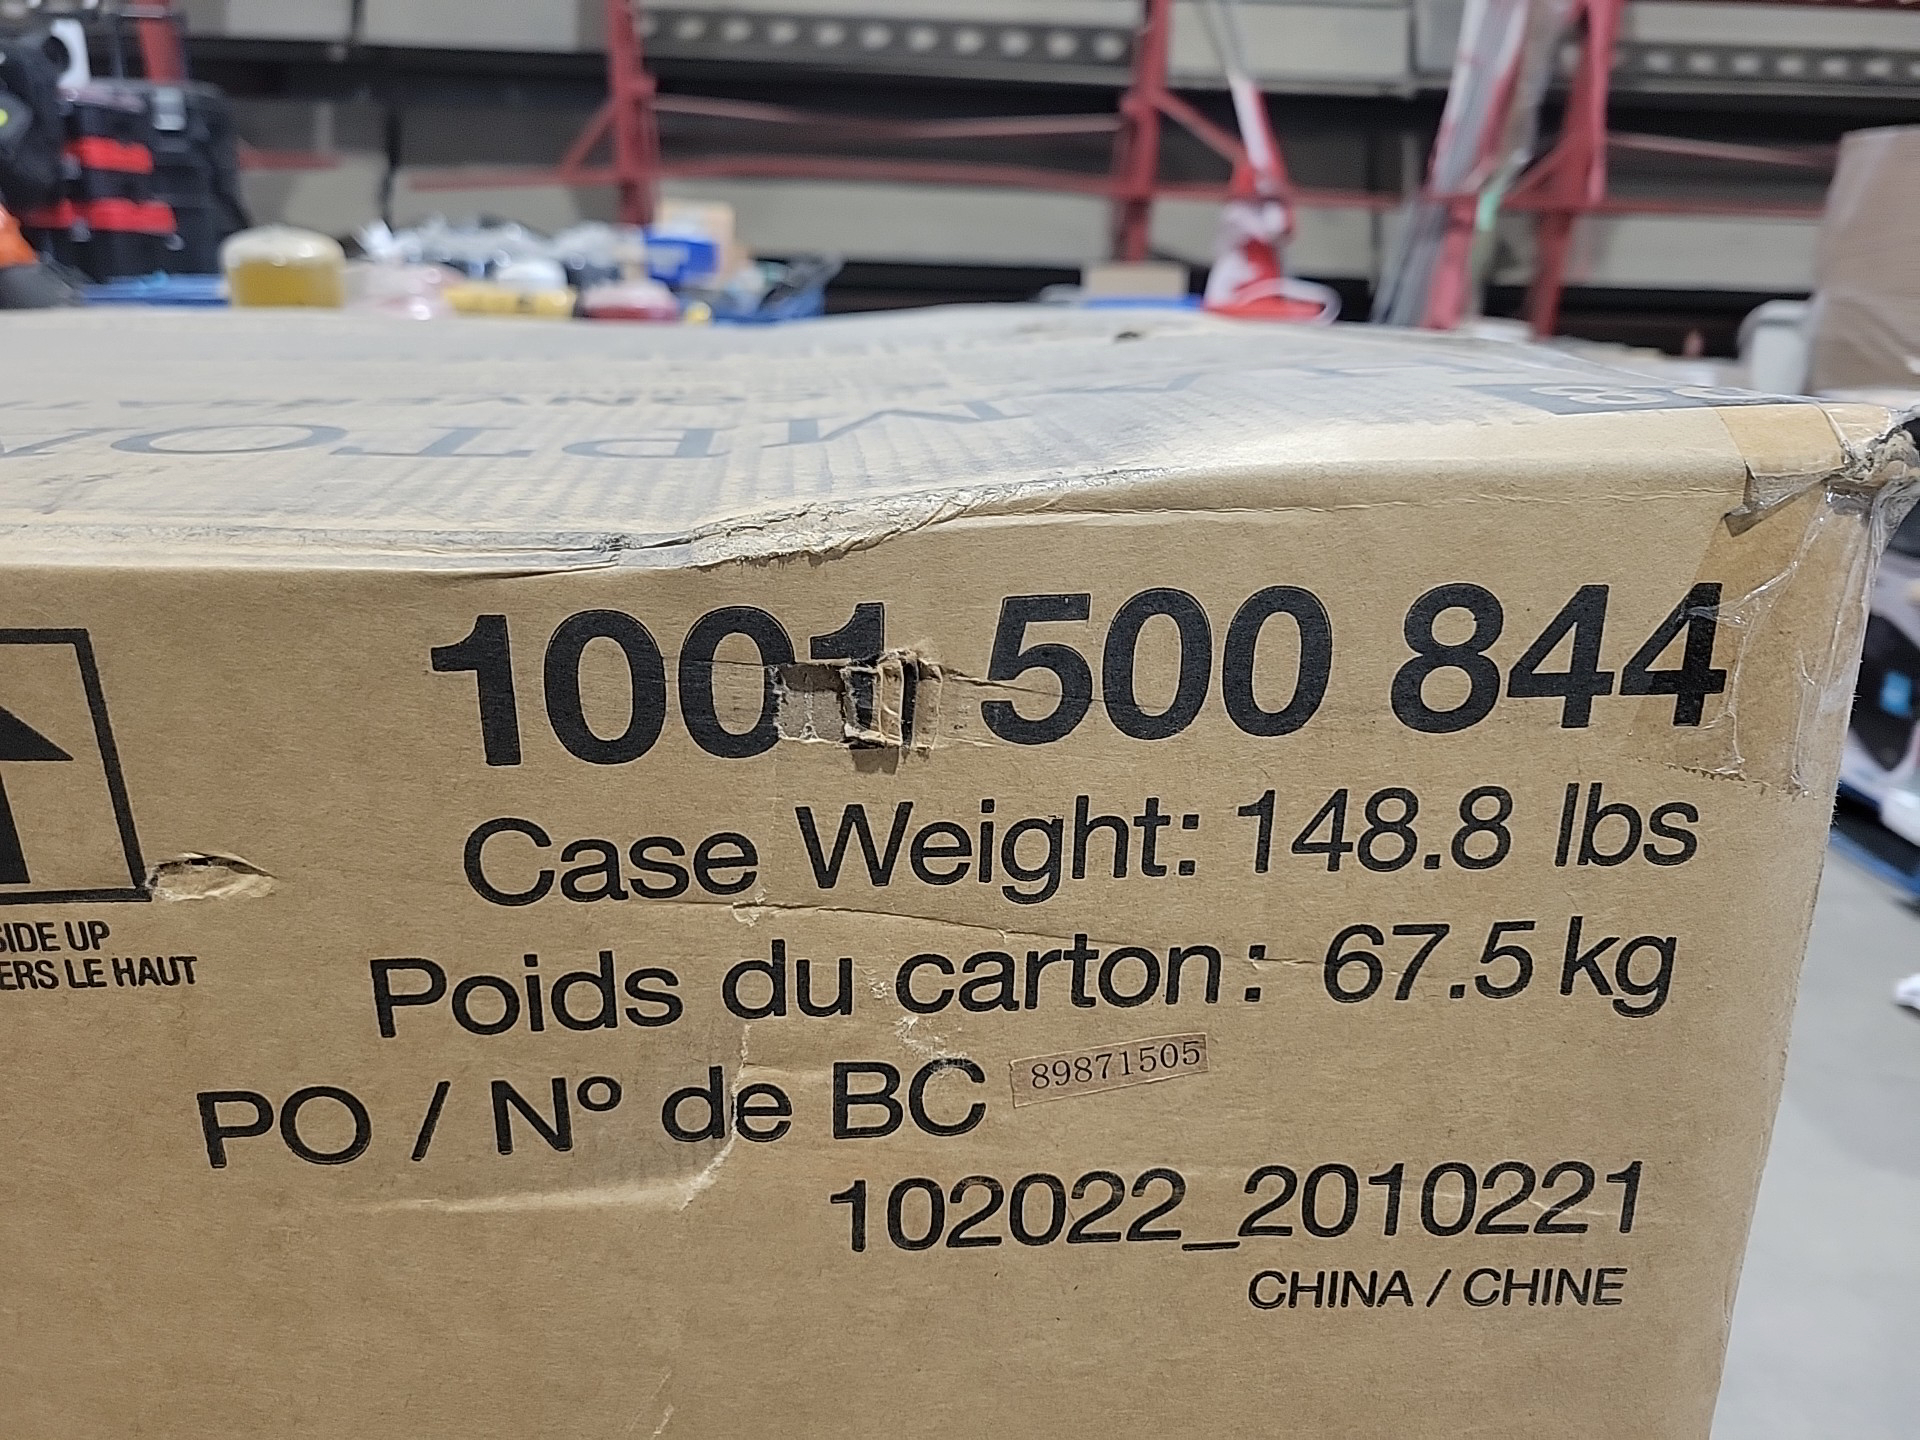 1001 500 844
Case Weight: 148.8 lbs
Poids du carton: 67.5 kg
PO / Nº de BC 89871505
102022_2010221
CHINA / CHINE
SIDE UP
ERS LE HAUT